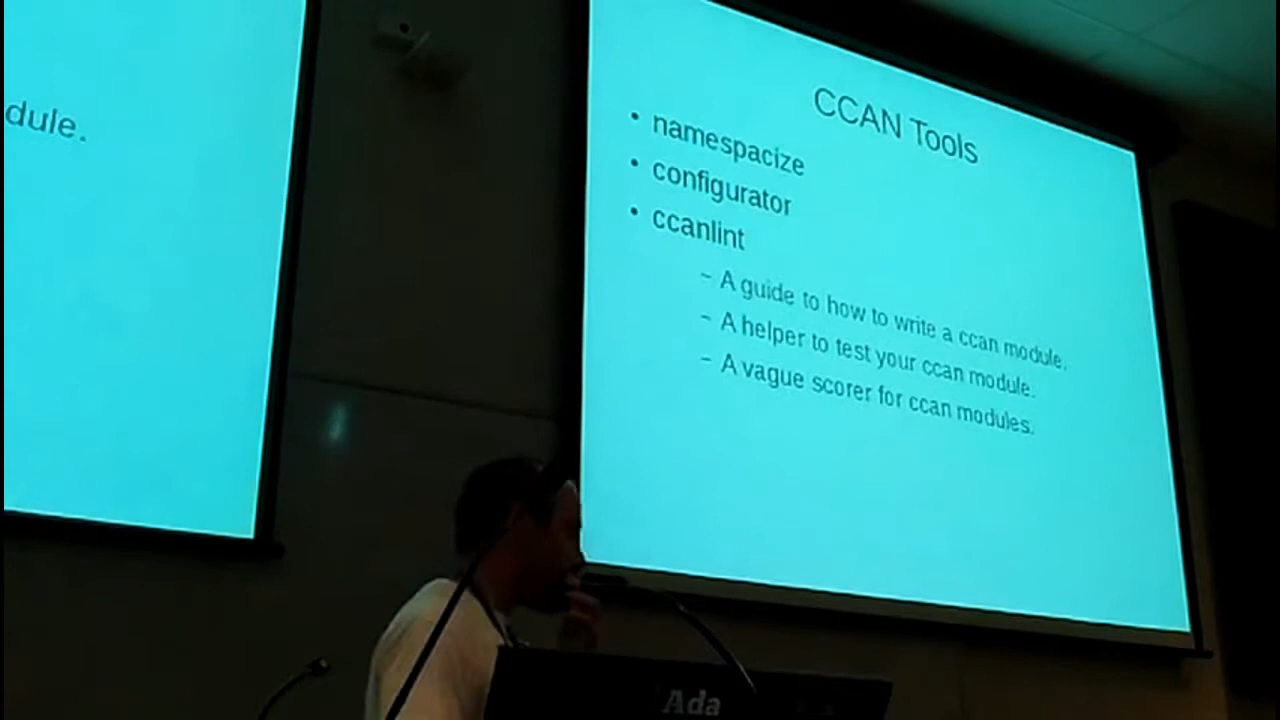 dule.
CCAN Tools
• namespacize
• configurator
• ccanlint
– A guide to how to write a ccan module.
– A helper to test your ccan module.
– A vague scorer for ccan modules.
Ada